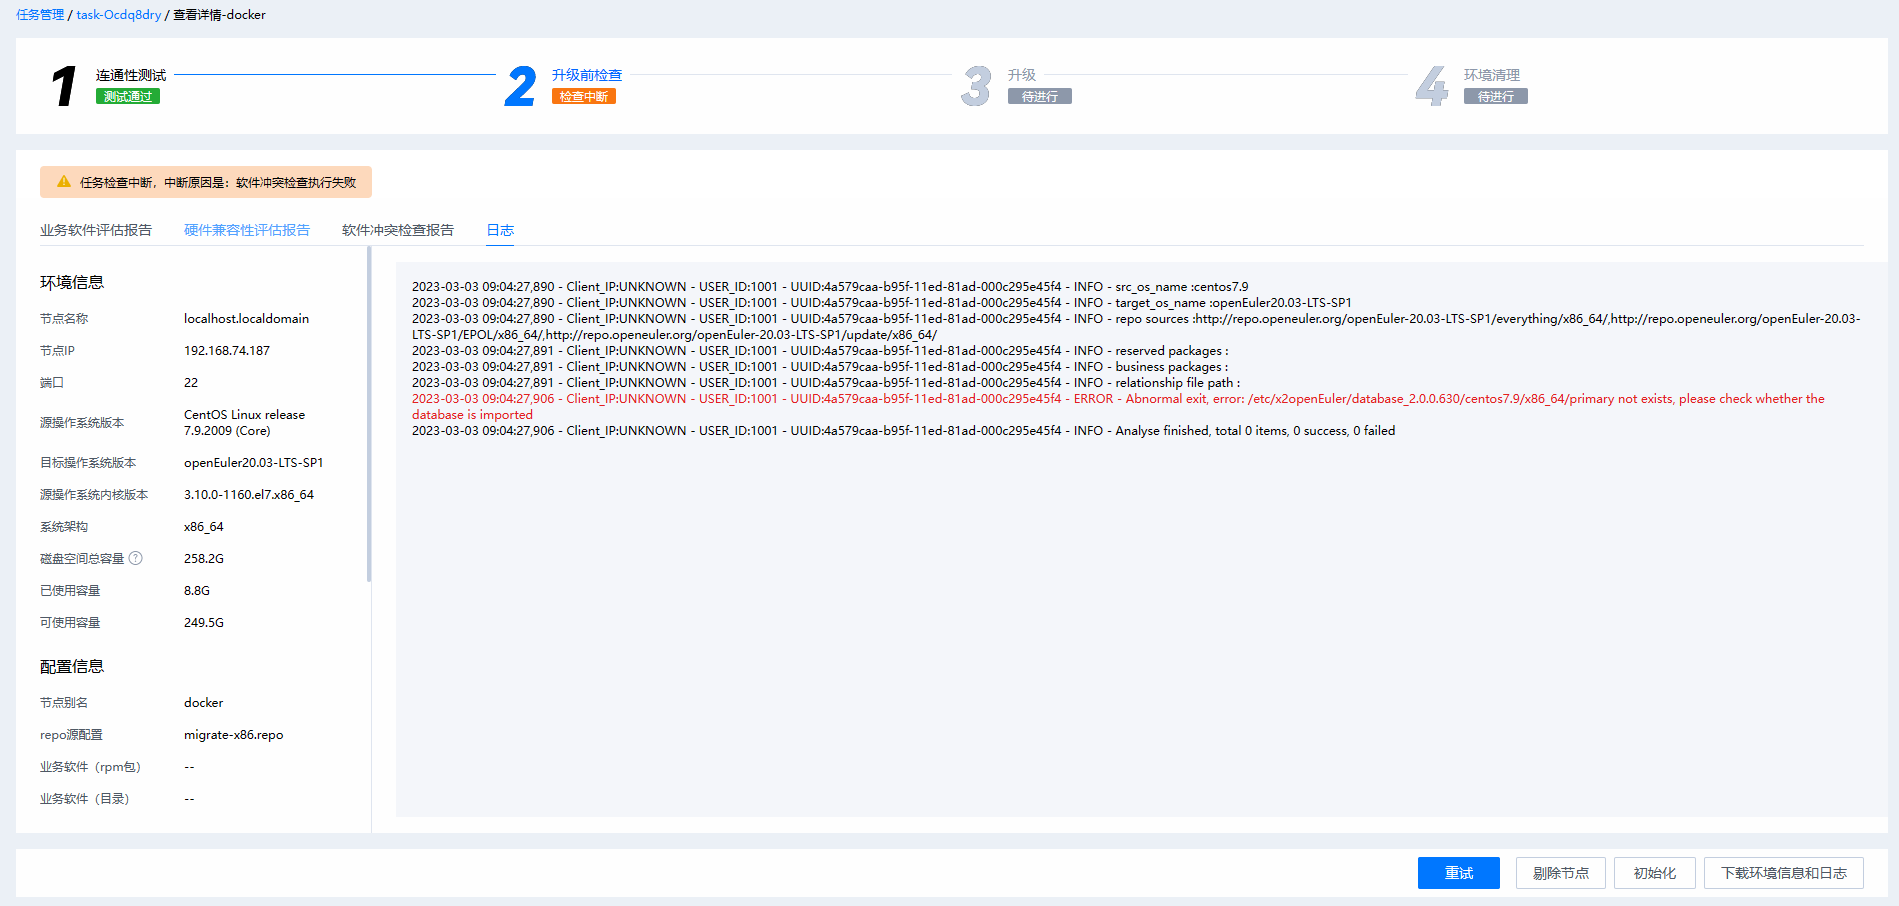 任务管理 / task-Ocdq8dry / 查看详情-docker
1 连通性测试
测试通过
2 升级前检查
检查中断
3 升级
待进行
4 环境清理
待进行
任务检查中断，中断原因是：软件冲突检查执行失败
业务软件评估报告 硬件兼容性评估报告 软件冲突检查报告 日志
环境信息
节点名称 localhost.localdomain
节点IP 192.168.74.187
端口 22
源操作系统版本 CentOS Linux release
7.9.2009 (Core)
目标操作系统版本 openEuler20.03-LTS-SP1
源操作系统内核版本 3.10.0-1160.el7.x86_64
系统架构 x86_64
磁盘空间总容量 ? 258.2G
已使用容量 8.8G
可使用容量 249.5G
配置信息
节点别名 docker
repo源配置 migrate-x86.repo
业务软件（rpm包） --
业务软件（目录） --
2023-03-03 09:04:27,890 - Client_IP:UNKNOWN - USER_ID:1001 - UUID:4a579caa-b95f-11ed-81ad-000c295e45f4 - INFO - src_os_name :centos7.9
2023-03-03 09:04:27,890 - Client_IP:UNKNOWN - USER_ID:1001 - UUID:4a579caa-b95f-11ed-81ad-000c295e45f4 - INFO - target_os_name :openEuler20.03-LTS-SP1
2023-03-03 09:04:27,890 - Client_IP:UNKNOWN - USER_ID:1001 - UUID:4a579caa-b95f-11ed-81ad-000c295e45f4 - INFO - repo sources :http://repo.openeuler.org/openEuler-20.03-LTS-SP1/everything/x86_64/,http://repo.openeuler.org/openEuler-20.03-
LTS-SP1/EPOL/x86_64/,http://repo.openeuler.org/openEuler-20.03-LTS-SP1/update/x86_64/
2023-03-03 09:04:27,891 - Client_IP:UNKNOWN - USER_ID:1001 - UUID:4a579caa-b95f-11ed-81ad-000c295e45f4 - INFO - reserved packages :
2023-03-03 09:04:27,891 - Client_IP:UNKNOWN - USER_ID:1001 - UUID:4a579caa-b95f-11ed-81ad-000c295e45f4 - INFO - business packages :
2023-03-03 09:04:27,891 - Client_IP:UNKNOWN - USER_ID:1001 - UUID:4a579caa-b95f-11ed-81ad-000c295e45f4 - INFO - relationship file path :
2023-03-03 09:04:27,906 - Client_IP:UNKNOWN - USER_ID:1001 - UUID:4a579caa-b95f-11ed-81ad-000c295e45f4 - ERROR - Abnormal exit, error: /etc/x2openEuler/database_2.0.0.630/centos7.9/x86_64/primary not exists, please check whether the
database is imported
2023-03-03 09:04:27,906 - Client_IP:UNKNOWN - USER_ID:1001 - UUID:4a579caa-b95f-11ed-81ad-000c295e45f4 - INFO - Analyse finished, total 0 items, 0 success, 0 failed
重试 剔除节点 初始化 下载环境信息和日志